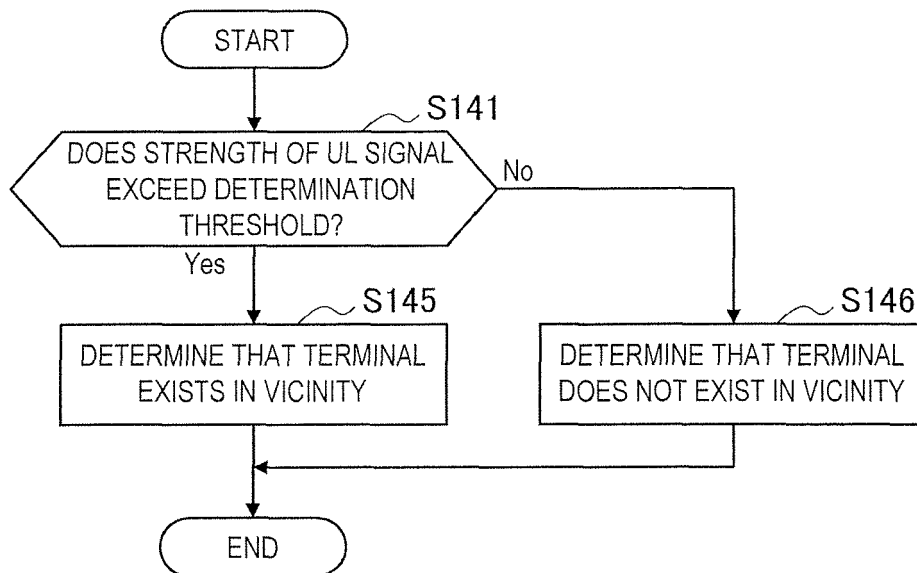 START
S141
DOES STRENGTH OF UL SIGNAL
EXCEED DETERMINATION
THRESHOLD?
No
Yes
S145
DETERMINE THAT TERMINAL
EXISTS IN VICINITY
S146
DETERMINE THAT TERMINAL
DOES NOT EXIST IN VICINITY
END